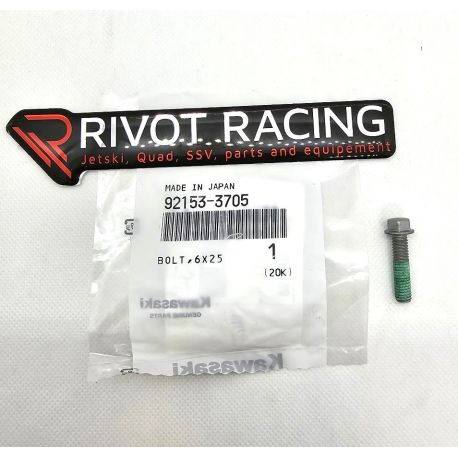 RIVOT RACING
Jetski, Quad, SSV, parts and equipement
MADE IN JAPAN
92153-3705
BOLT,6X25
1
(20K)
Kawasaki
GENUINE PARTS
Kawasaki